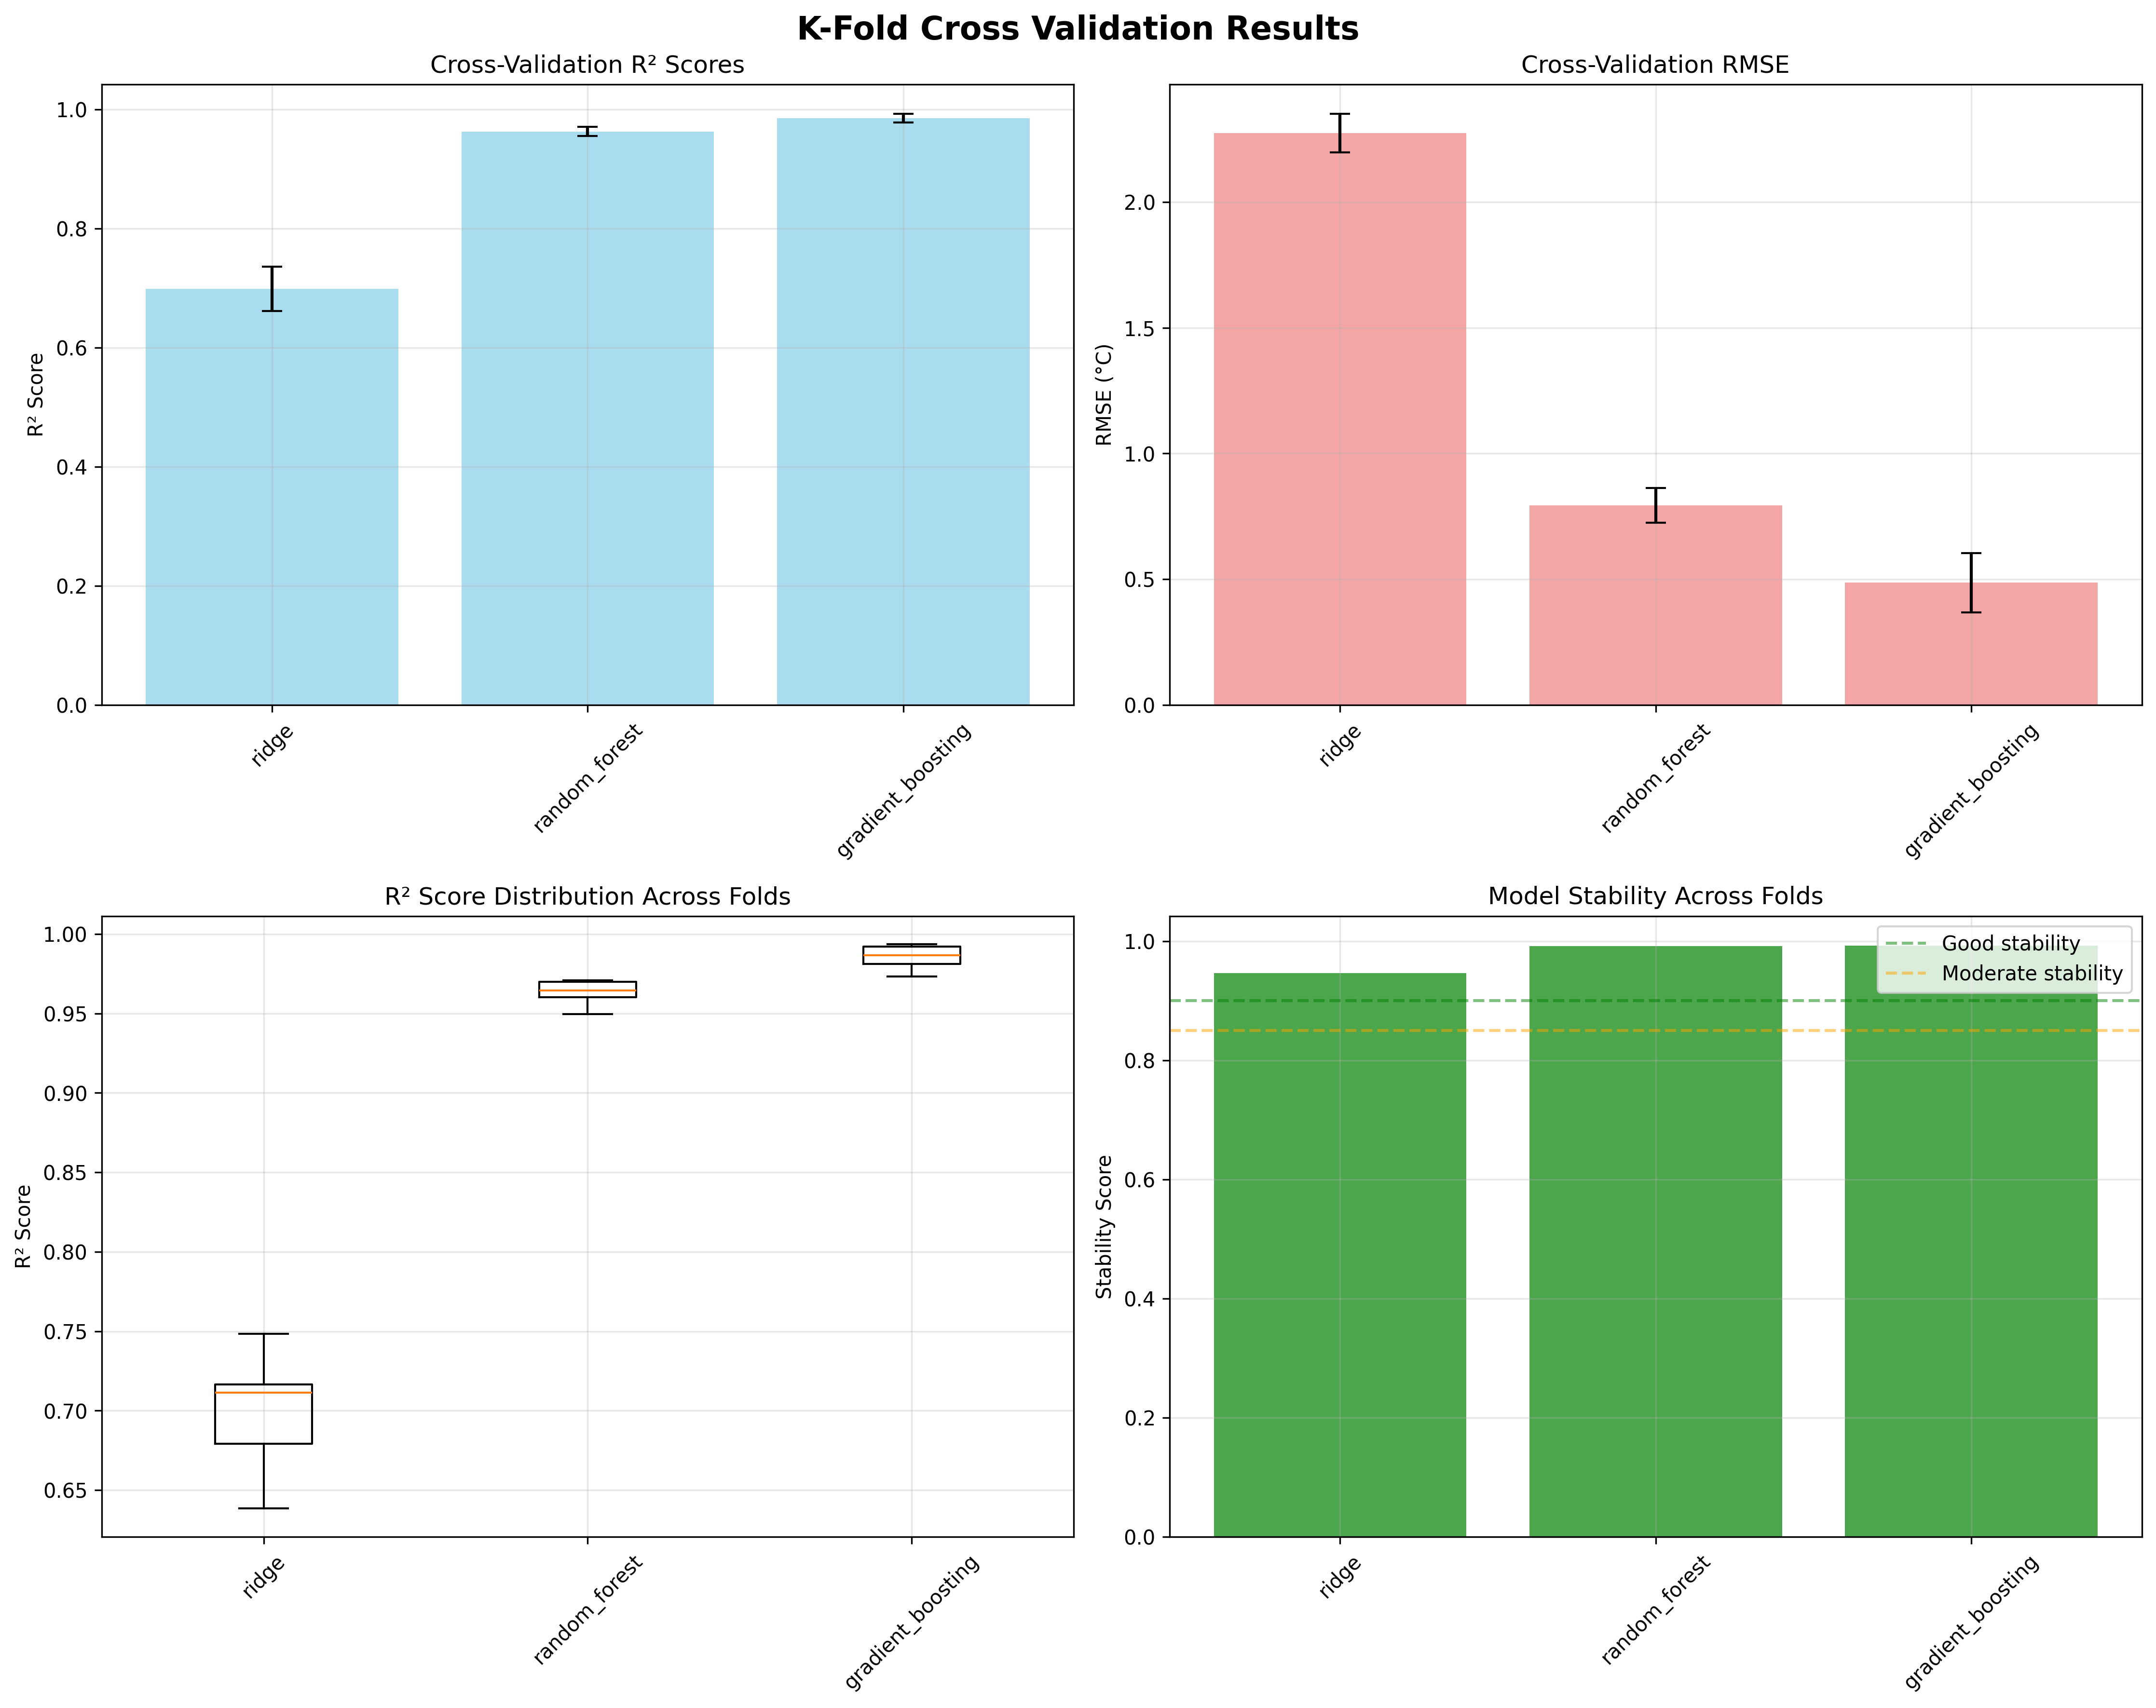 K-Fold Cross Validation Results
Cross-Validation R² Scores
R² Score
1.0
0.8
0.6
0.4
0.2
0.0
ridge
random_forest
gradient_boosting
Cross-Validation RMSE
RMSE (°C)
2.0
1.5
1.0
0.5
0.0
ridge
random_forest
gradient_boosting
R² Score Distribution Across Folds
R² Score
1.00
0.95
0.90
0.85
0.80
0.75
0.70
0.65
ridge
random_forest
gradient_boosting
Model Stability Across Folds
Stability Score
1.0
0.8
0.6
0.4
0.2
0.0
Good stability
Moderate stability
ridge
random_forest
gradient_boosting